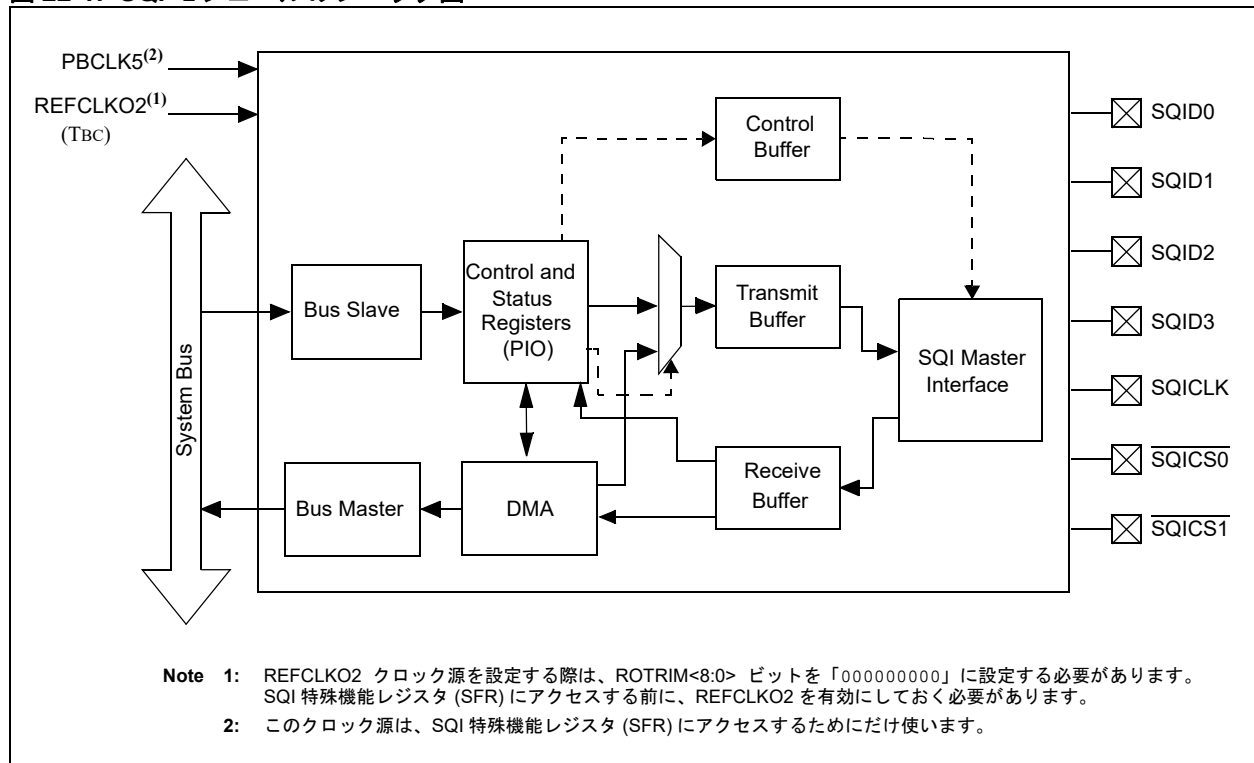 PBCLK5(2)
REFCLKO2(1)
(TBC)
System Bus
Bus Slave
Control and
Status
Registers
(PIO)
Control
Buffer
Transmit
Buffer
SQI Master
Interface
Bus Master
DMA
Receive
Buffer
SQID0
SQID1
SQID2
SQID3
SQICLK
SQICS0
SQICS1
Note 1: REFCLKO2 クロック源を設定する際は、ROTRIM<8:0> ビットを「000000000」に設定する必要があります。
SQI 特殊機能レジスタ (SFR) にアクセスする前に、REFCLKO2 を有効にしておく必要があります。
2: このクロック源は、SQI 特殊機能レジスタ (SFR) にアクセスするためにだけ使います。